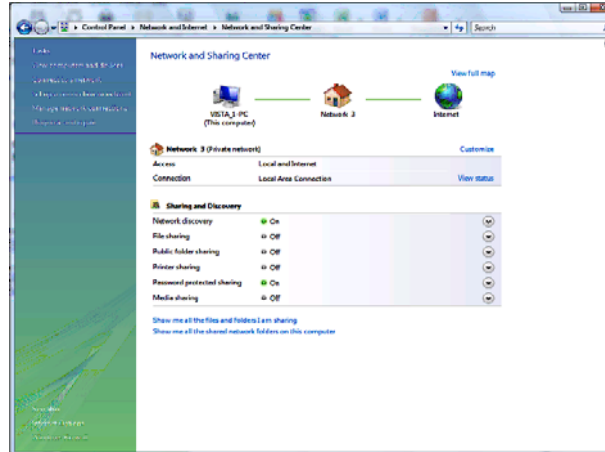 Control Panel ▸ Network and Internet ▸ Network and Sharing Center
Search
Network and Sharing Center
View full map
VISTA_1-PC
(This computer)
Network 3
Internet
Network 3 (Private network)
Customize
Access Local and Internet
Connection Local Area Connection View status
Sharing and Discovery
Network discovery On
File sharing Off
Public folder sharing Off
Printer sharing Off
Password protected sharing On
Media sharing Off
Show me all the files and folders I am sharing
Show me all the shared network folders on this computer